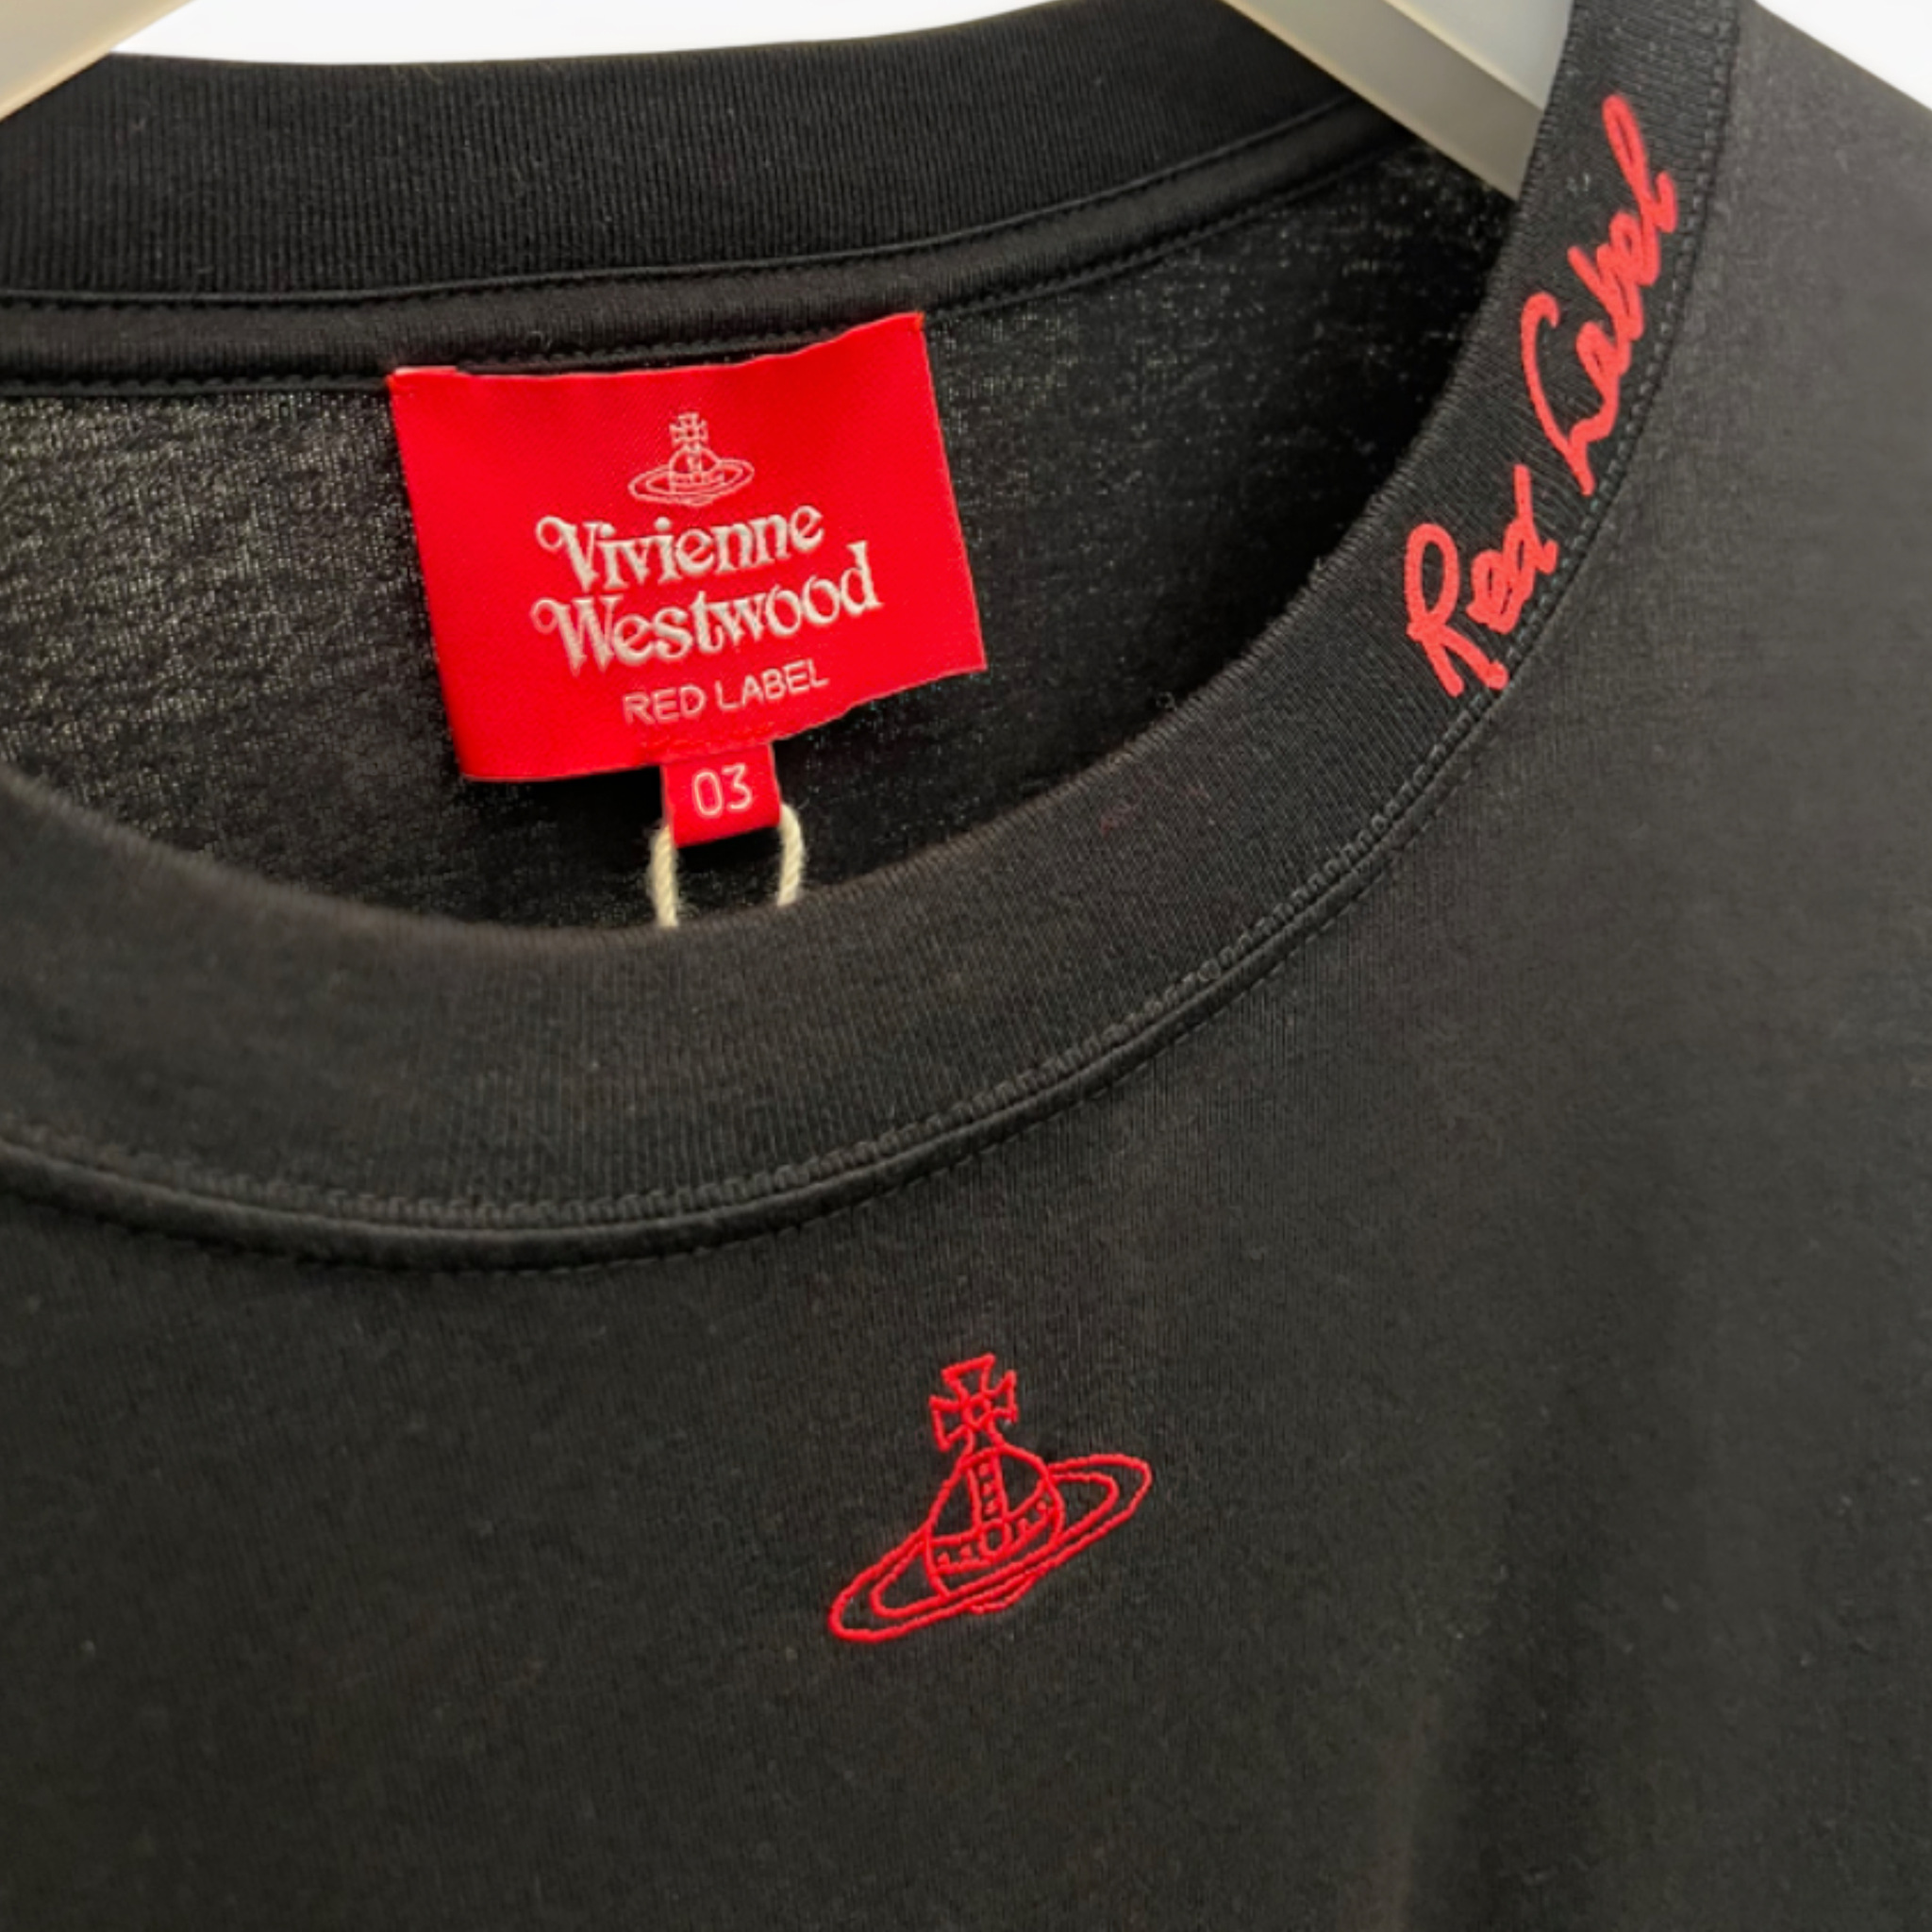 Vivienne
Westwood
RED LABEL
03
Red Label